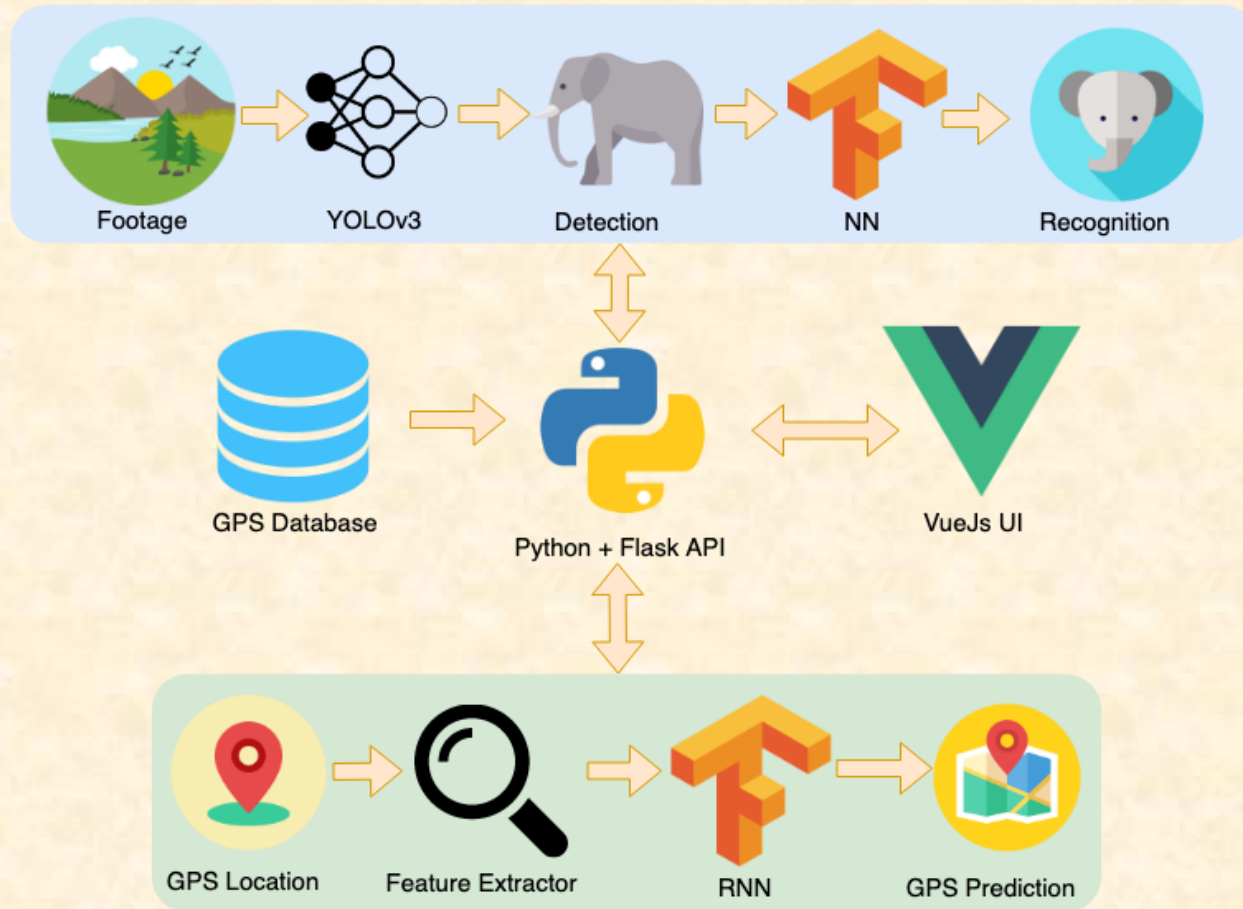 Footage
YOLOv3
Detection
NN
Recognition
GPS Database
Python + Flask API
VueJs UI
GPS Location
Feature Extractor
RNN
GPS Prediction